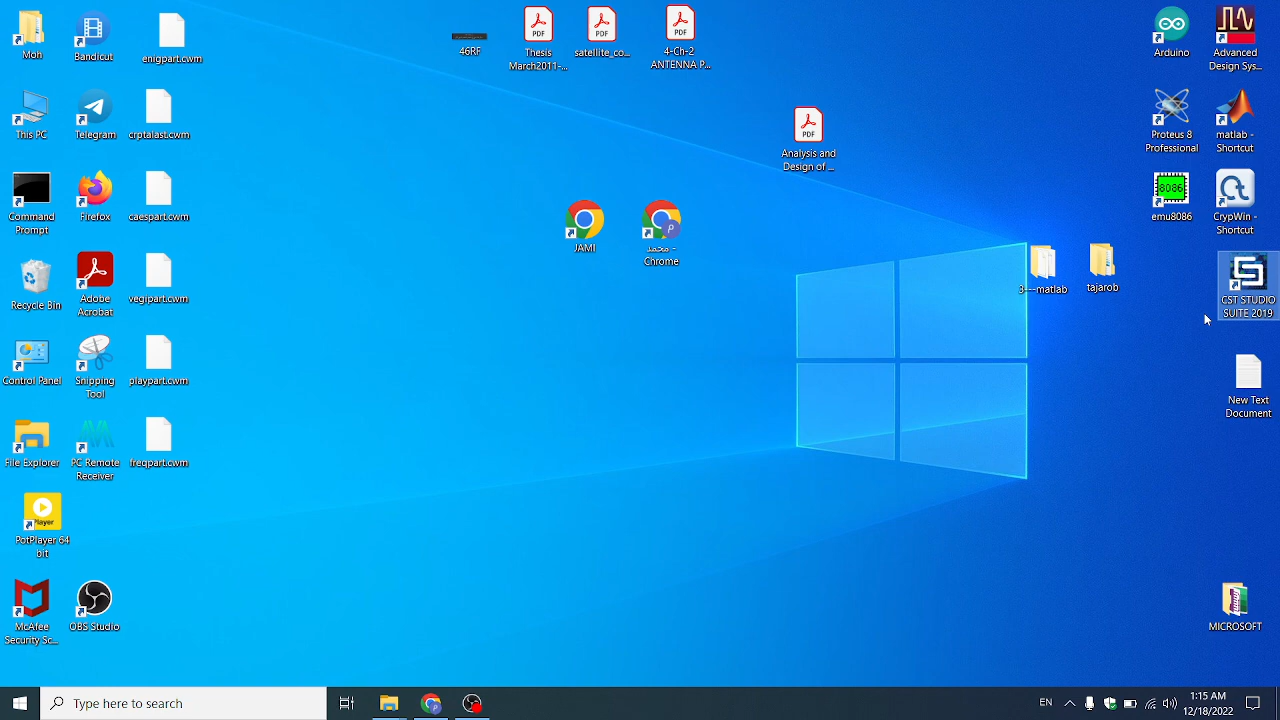 Moh
Bandicut
enigpart.cwm
46RF
Thesis
March2011-...
satellite_co...
4-Ch-2
ANTENNA P...
Arduino
Advanced
Design Sys...
This PC
Telegram
crptalast.cwm
PDF
Analysis and
Design of ...
Proteus 8
Professional
matlab -
Shortcut
Command
Prompt
Firefox
caespart.cwm
JAMI
محمد -
Chrome
8086
emu8086
CrypWin -
Shortcut
Recycle Bin
Adobe
Acrobat
vegipart.cwm
3---matlab
tajarob
CST STUDIO
SUITE 2019
Control Panel
Snipping
Tool
playpart.cwm
New Text
Document
File Explorer
PC Remote
Receiver
freqpart.cwm
Player
PotPlayer 64
bit
McAfee
Security Sc...
OBS Studio
MICROSOFT
Type here to search
EN
1:15 AM
12/18/2022